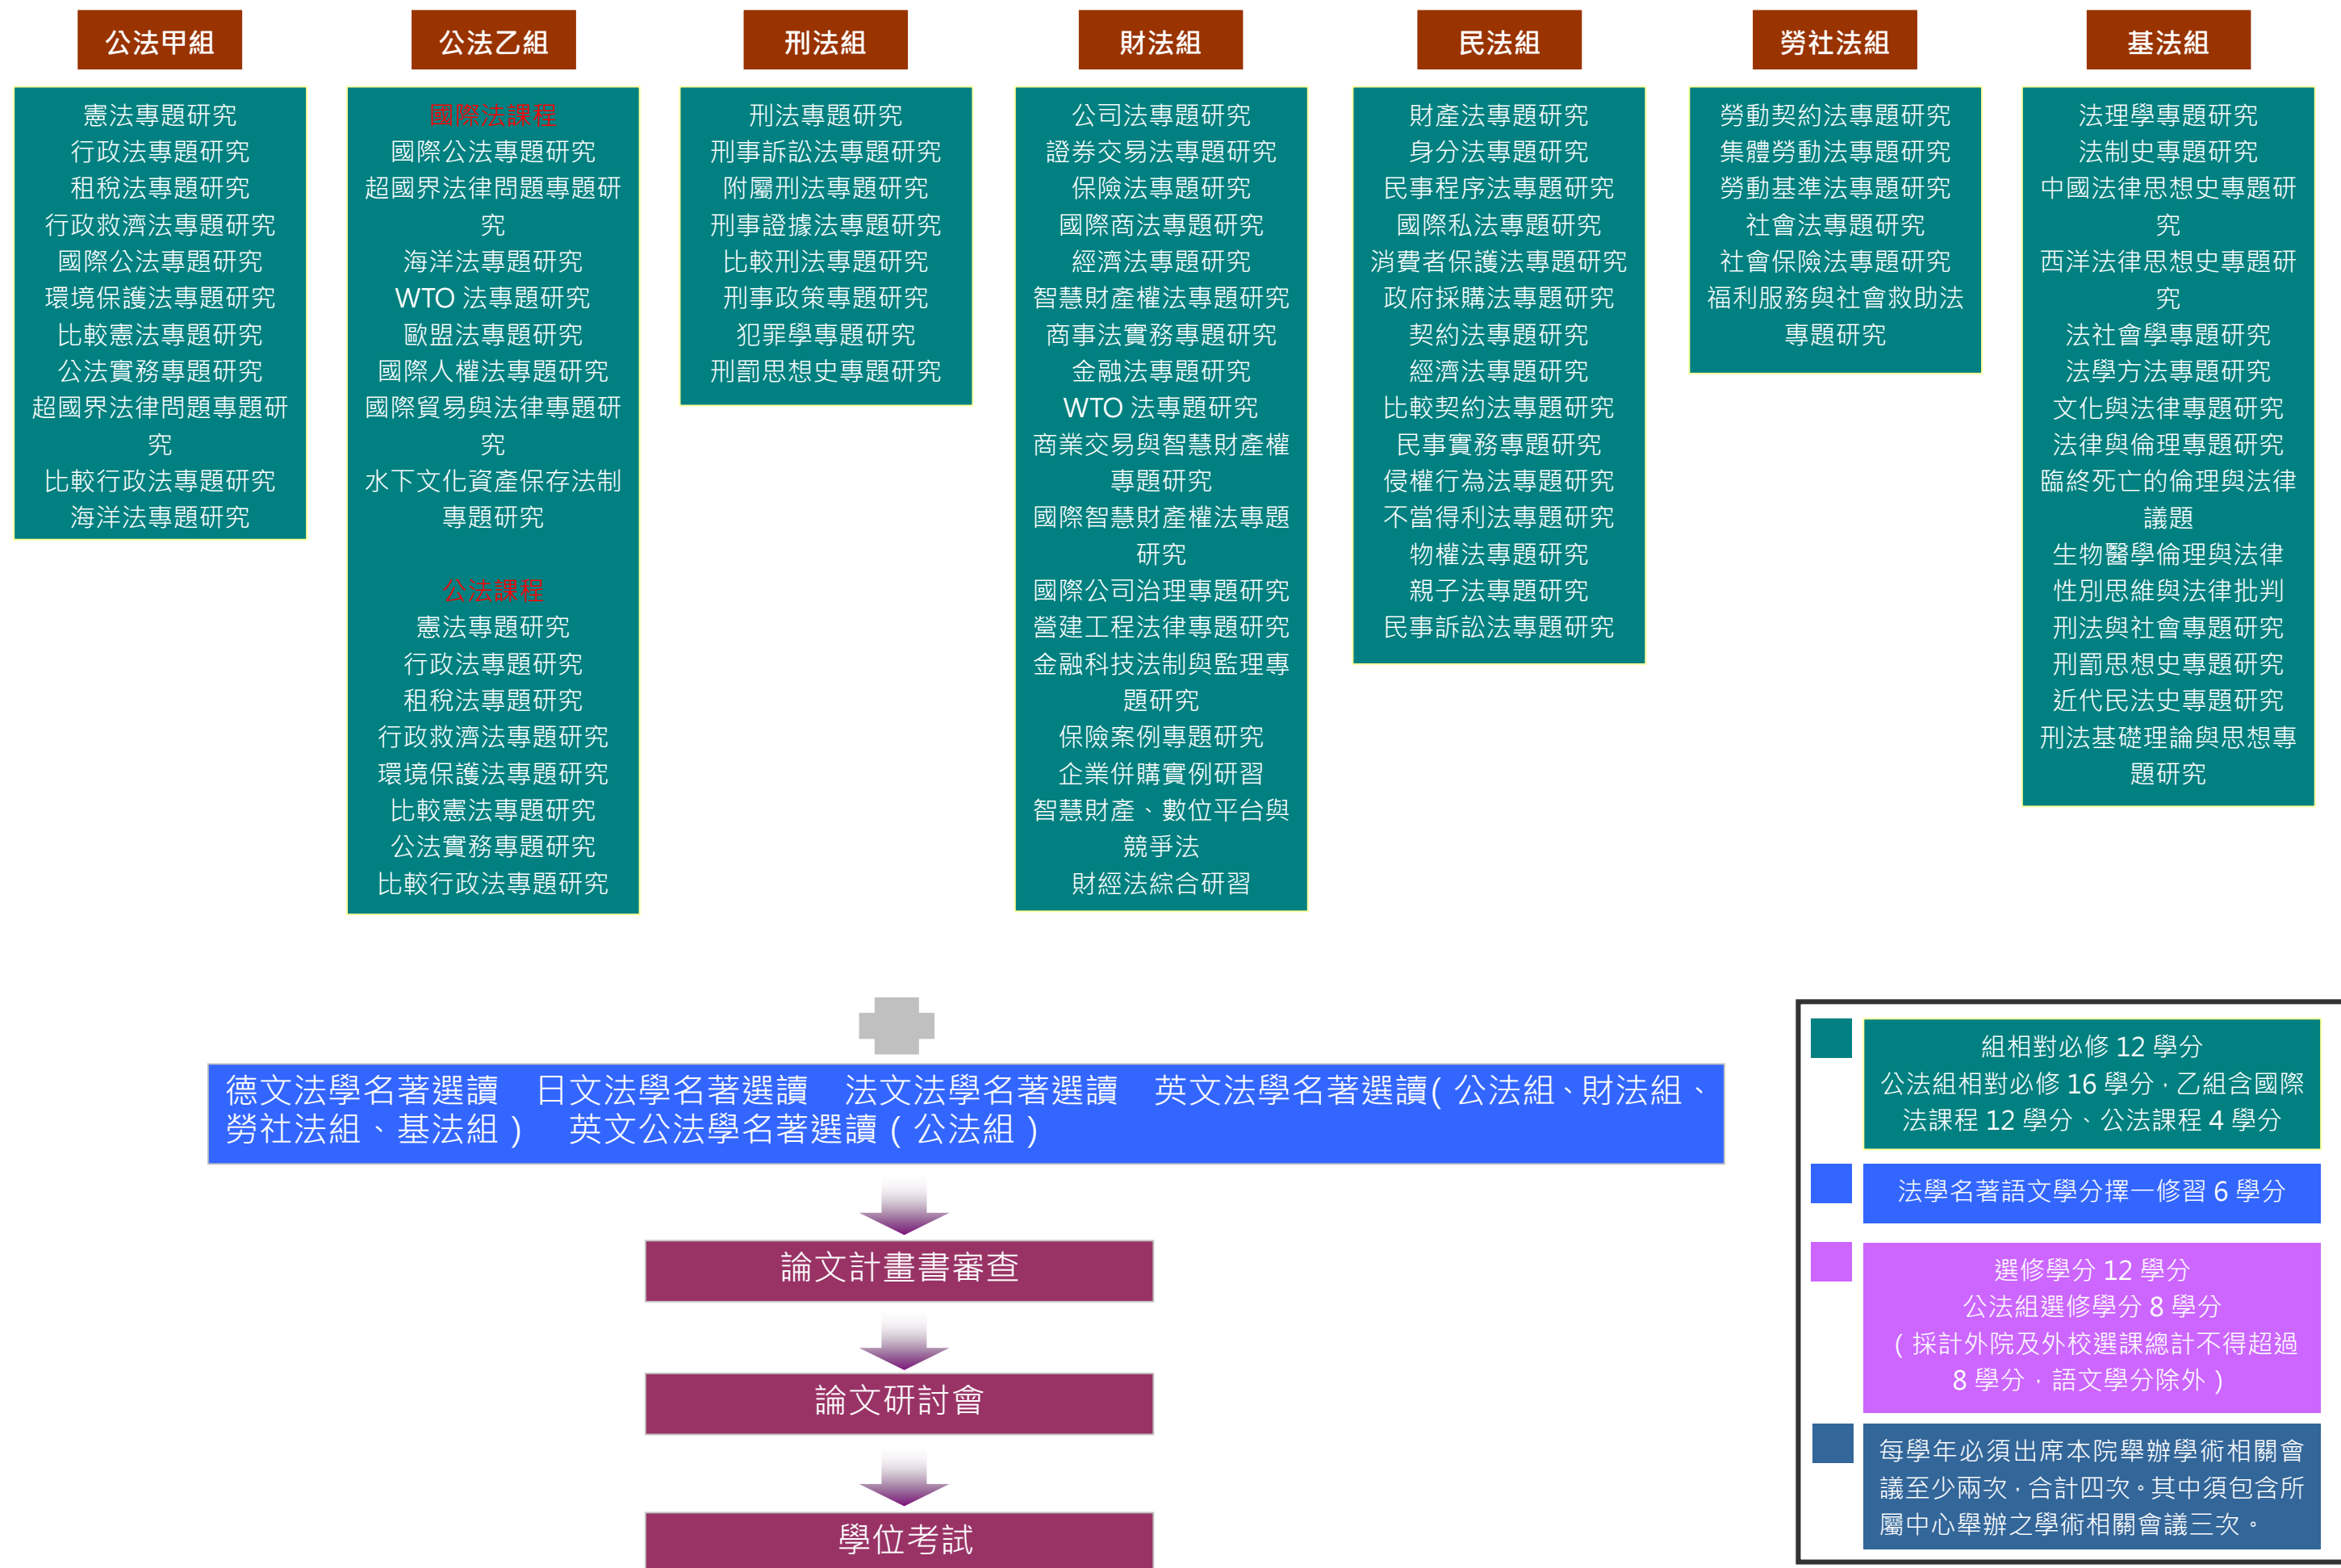 公法甲組
憲法專題研究
行政法專題研究
租稅法專題研究
行政救濟法專題研究
國際公法專題研究
環境保護法專題研究
比較憲法專題研究
公法實務專題研究
超國界法律問題專題研
究
比較行政法專題研究
海洋法專題研究
公法乙組
國際法課程
國際公法專題研究
超國界法律問題專題研
究
海洋法專題研究
WTO 法專題研究
歐盟法專題研究
國際人權法專題研究
國際貿易與法律專題研
究
水下文化資產保存法制
專題研究
公法課程
憲法專題研究
行政法專題研究
租稅法專題研究
行政救濟法專題研究
環境保護法專題研究
比較憲法專題研究
公法實務專題研究
比較行政法專題研究
刑法組
刑法專題研究
刑事訴訟法專題研究
附屬刑法專題研究
刑事證據法專題研究
比較刑法專題研究
刑事政策專題研究
犯罪學專題研究
刑罰思想史專題研究
財法組
公司法專題研究
證券交易法專題研究
保險法專題研究
國際商法專題研究
經濟法專題研究
智慧財產權法專題研究
商事法實務專題研究
金融法專題研究
WTO 法專題研究
商業交易與智慧財產權
專題研究
國際智慧財產權法專題
研究
國際公司治理專題研究
營建工程法律專題研究
金融科技法制與監理專
題研究
保險案例專題研究
企業併購實例研習
智慧財產、數位平台與
競爭法
財經法綜合研習
民法組
財產法專題研究
身分法專題研究
民事程序法專題研究
國際私法專題研究
消費者保護法專題研究
政府採購法專題研究
契約法專題研究
經濟法專題研究
比較契約法專題研究
民事實務專題研究
侵權行為法專題研究
不當得利法專題研究
物權法專題研究
親子法專題研究
民事訴訟法專題研究
勞社法組
勞動契約法專題研究
集體勞動法專題研究
勞動基準法專題研究
社會法專題研究
社會保險法專題研究
福利服務與社會救助法
專題研究
基法組
法理學專題研究
法制史專題研究
中國法律思想史專題研
究
西洋法律思想史專題研
究
法社會學專題研究
法學方法專題研究
文化與法律專題研究
法律與倫理專題研究
臨終死亡的倫理與法律
議題
生物醫學倫理與法律
性別思維與法律批判
刑法與社會專題研究
刑罰思想史專題研究
近代民法史專題研究
刑法基礎理論與思想專
題研究
德文法學名著選讀　日文法學名著選讀　法文法學名著選讀　英文法學名著選讀(公法組、財法組、
勞社法組、基法組)　英文公法學名著選讀(公法組)
論文計畫書審查
論文研討會
學位考試
組相對必修 12 學分
公法組相對必修 16 學分，乙組含國際
法課程 12 學分、公法課程 4 學分
法學名著語文學分擇一修習 6 學分
選修學分 12 學分
公法組選修學分 8 學分
(採計外院及外校選課總計不得超過
8 學分，語文學分除外)
每學年必須出席本院舉辦學術相關會
議至少兩次，合計四次。其中須包含所
屬中心舉辦之學術相關會議三次。